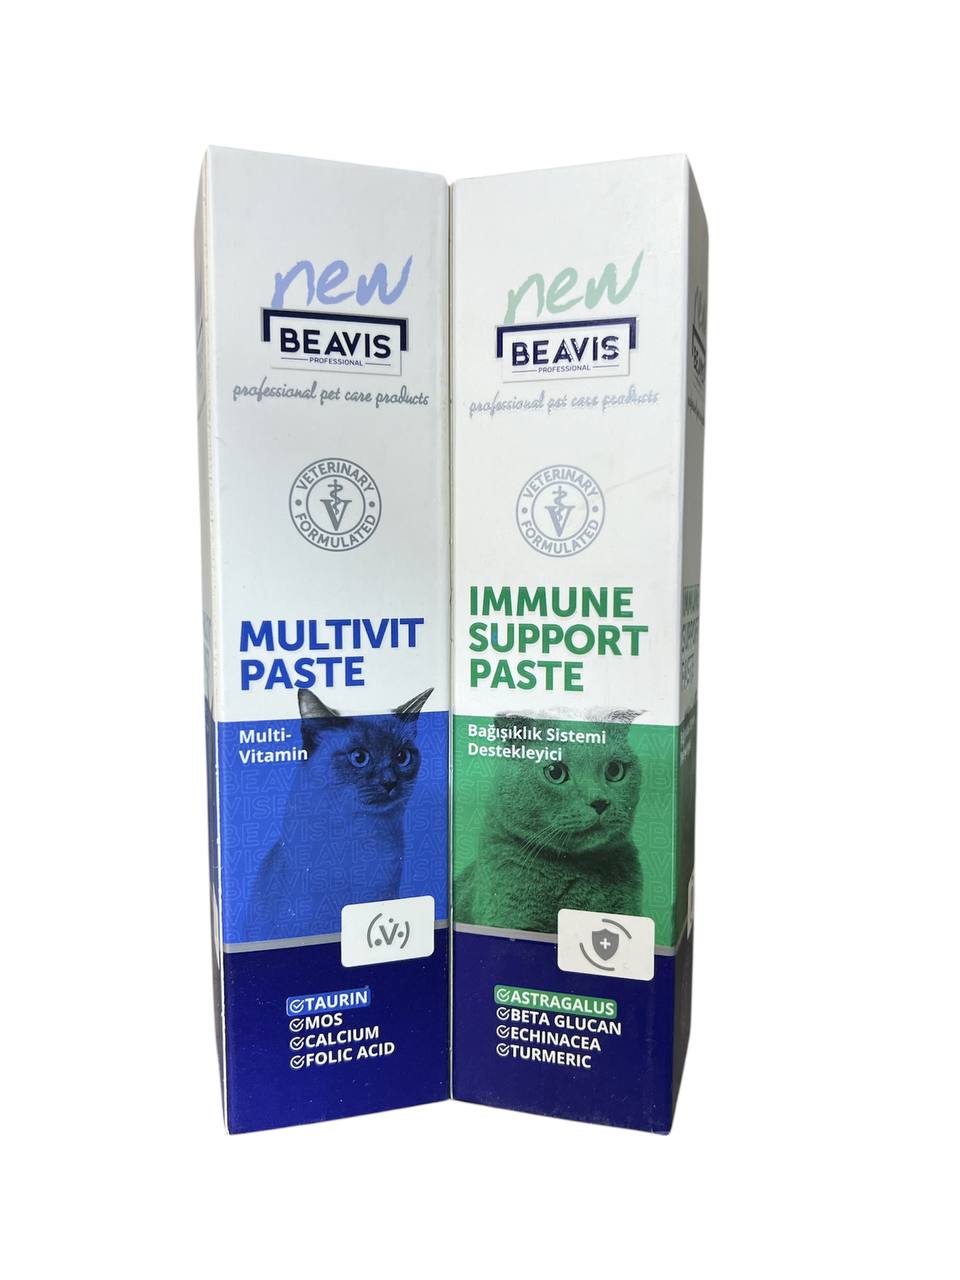 new
BEAVIS
PROFESSIONAL
professional pet care products
VETERINARY
FORMULATED
MULTIVIT
PASTE
Multi-
Vitamin
TAURIN
MOS
CALCIUM
FOLIC ACID
new
BEAVIS
PROFESSIONAL
professional pet care products
VETERINARY
FORMULATED
IMMUNE
SUPPORT
PASTE
Bağışıklık Sistemi
Destekleyici
ASTRAGALUS
BETA GLUCAN
ECHINACEA
TURMERIC